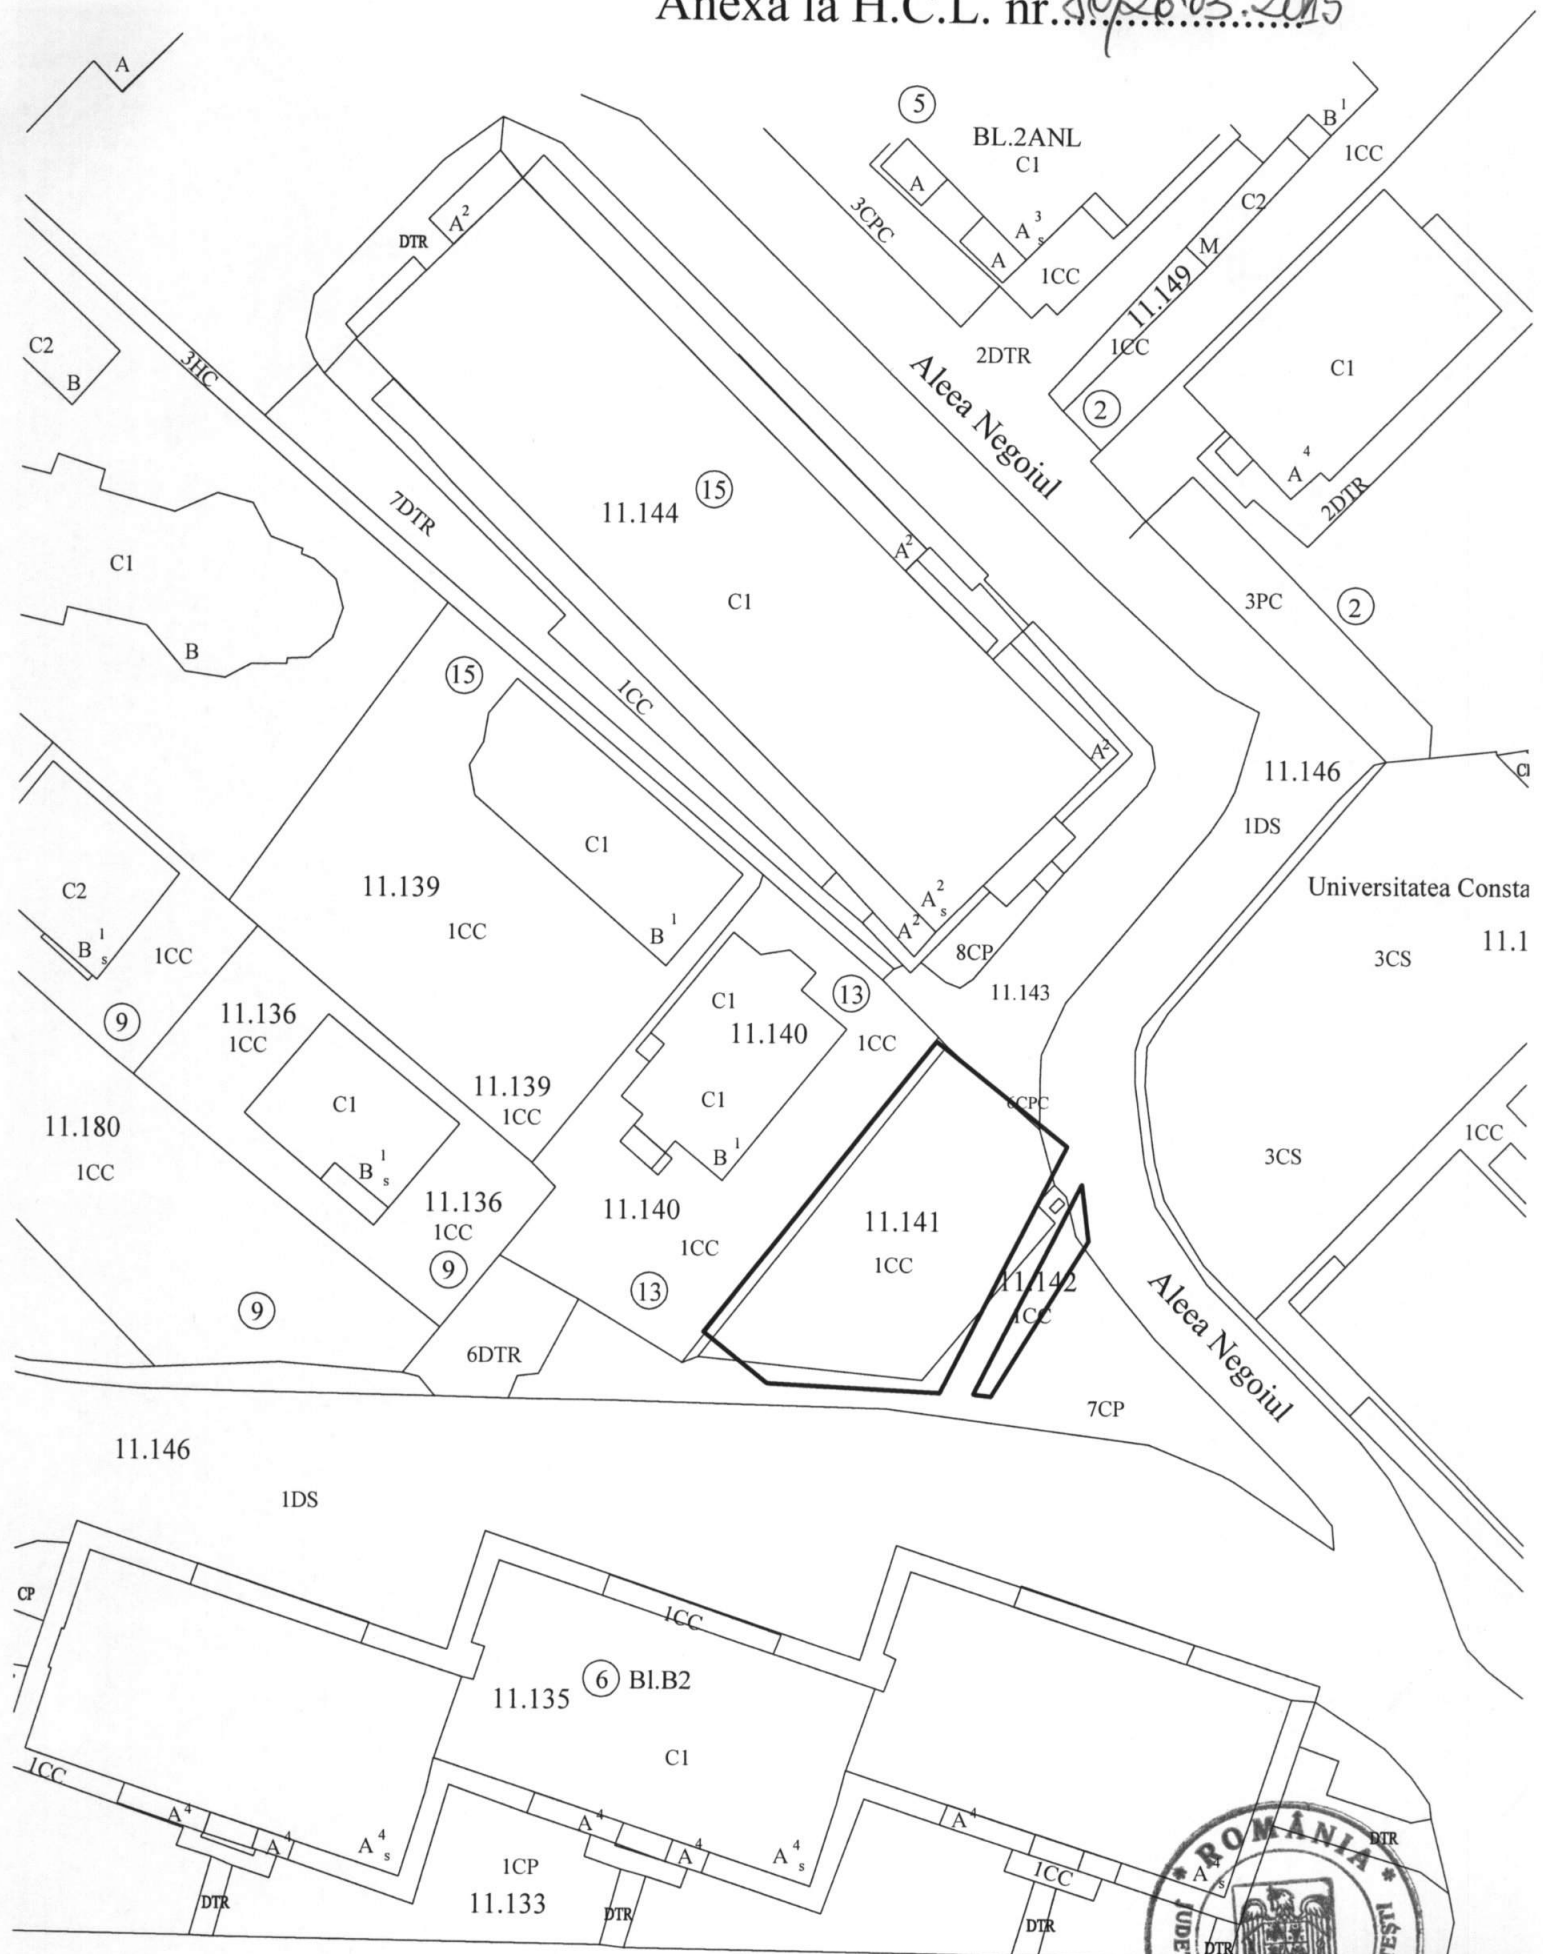 Anexa la H.C.L. nr.
A
5
BL.2ANL
C1
B 1
1CC
A
A 3 s
A
1CC
3CPC
C2
M
11.149
1CC
A 2
DTR
2DTR
C2
B
3HC
Aleea Negoiul
2
C1
A 4
2DTR
15
11.144
7DTR
C1
A 2
C1
3PC
2
B
15
1CC
A 2
11.146
1DS
C1
11.139
1CC
B 1
C2
B 1 s
1CC
Universitatea Consta
11.1
3CS
A 2 s
A 2
8CP
11.143
9
11.136
1CC
C1
11.140
13
1CC
C1
B 1 s
11.139
1CC
C1
B 1
6CPC
1CC
3CS
11.180
1CC
11.136
1CC
9
11.140
1CC
13
11.141
1CC
11.142
1CC
9
6DTR
Aleea Negoiul
7CP
11.146
1DS
CP
1CC
11.135
6
Bl.B2
C1
1CC
A 4
A 4
A 4 s
A 4
A 4
A 4 s
A 4
1CC
A 4 s
DTR
1CP
11.133
DTR
DTR
DTR
DTR
* ROMÂNIA *